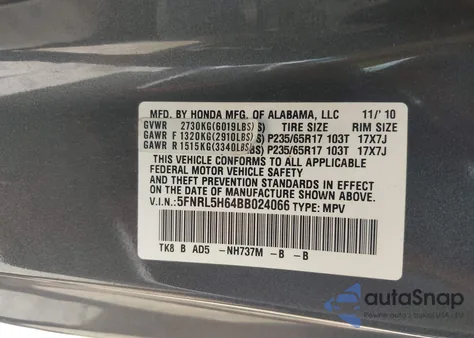 MFD. BY HONDA MFG. OF ALABAMA, LLC 11/'10
GVWR 2730KG(6019LBS) TIRE SIZE RIM SIZE
GAWR F 1320KG(2910LBS) P235/65R17 103T 17X7J
GAWR R 1515KG(3340LBS) P235/65R17 103T 17X7J
THIS VEHICLE CONFORMS TO ALL APPLICABLE
FEDERAL MOTOR VEHICLE SAFETY
AND THEFT PREVENTION STANDARDS IN EFFECT ON THE
DATE OF MANUFACTURE SHOWN ABOVE.
V.I.N.: 5FNRL5H64BB024066 TYPE: MPV
TK8 B AD5 -NH737M -B -B
autoSnap